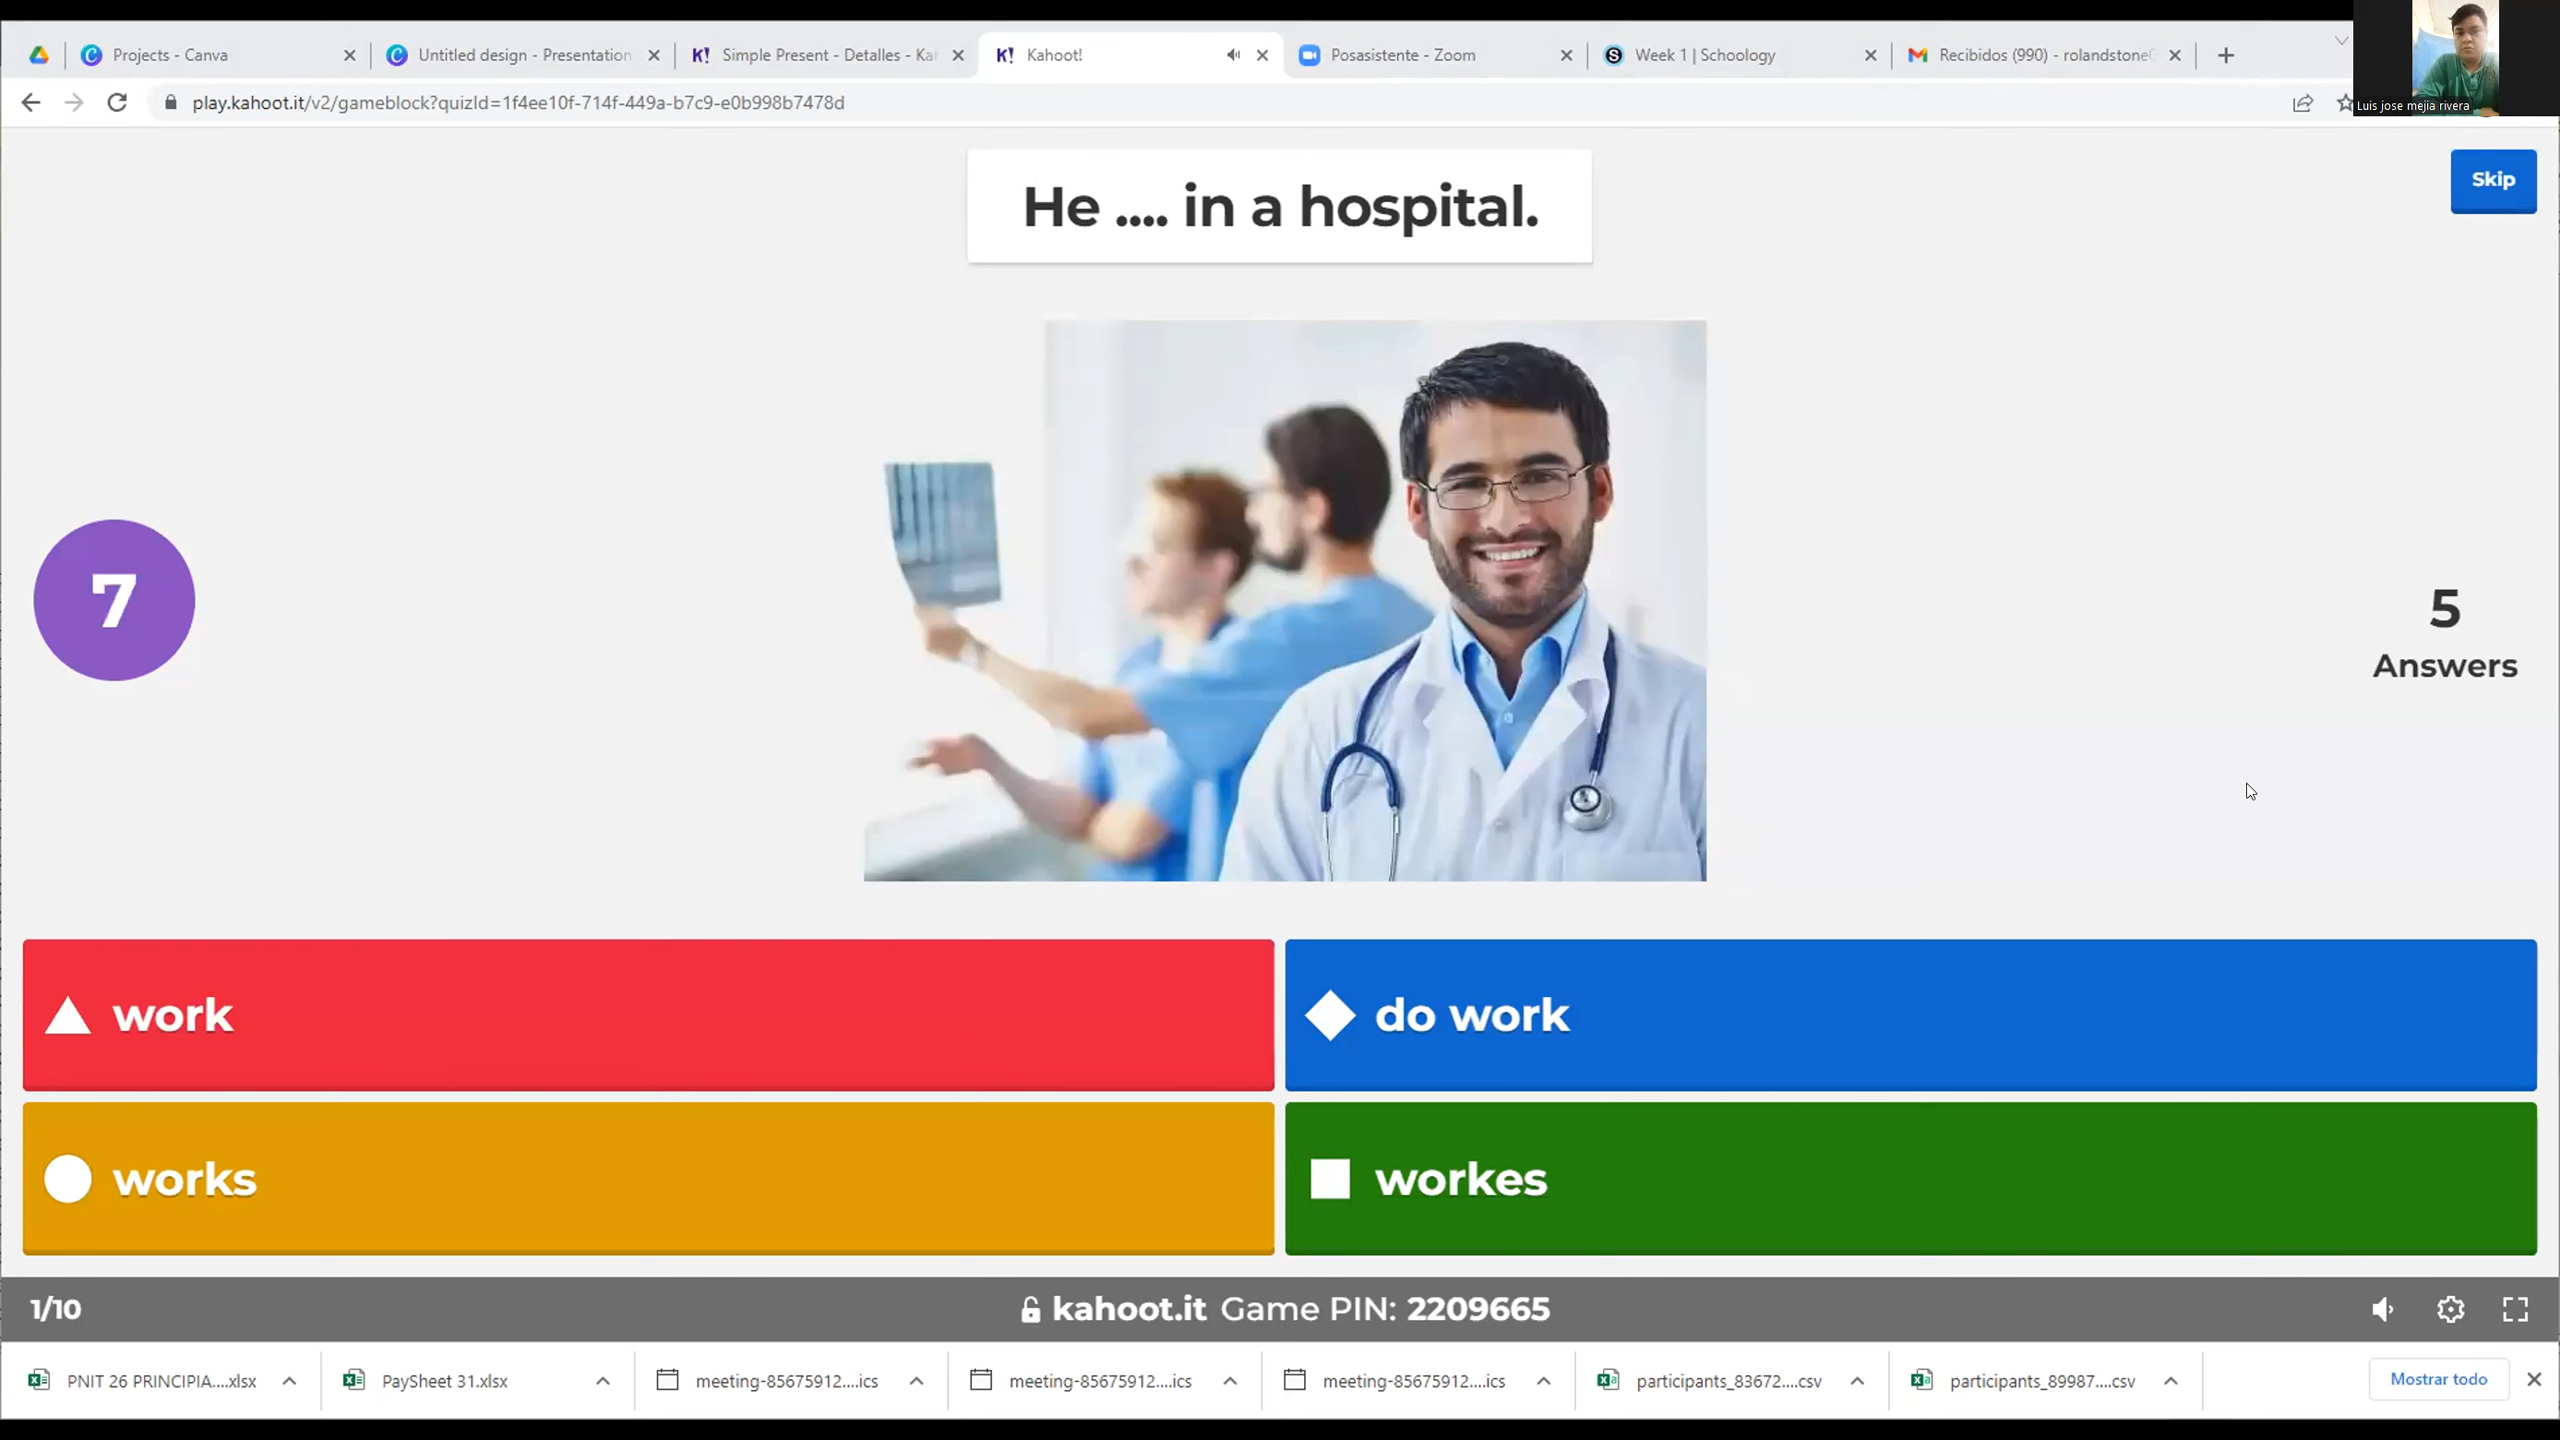 Projects - Canva
Untitled design - Presentation
Simple Present - Detalles - Kah
Kahoot!
Posasistente - Zoom
Week 1 | Schoology
Recibidos (990) - rolandstone0
Luis jose mejia rivera
play.kahoot.it/v2/gameblock?quizId=1f4ee10f-714f-449a-b7c9-e0b998b7478d
He .... in a hospital.
Skip
7
5
Answers
work
do work
works
workes
1/10
kahoot.it Game PIN: 2209665
PNIT 26 PRINCIPIA....xlsx
PaySheet 31.xlsx
meeting-85675912....ics
meeting-85675912....ics
meeting-85675912....ics
participants_83672....csv
participants_89987....csv
Mostrar todo